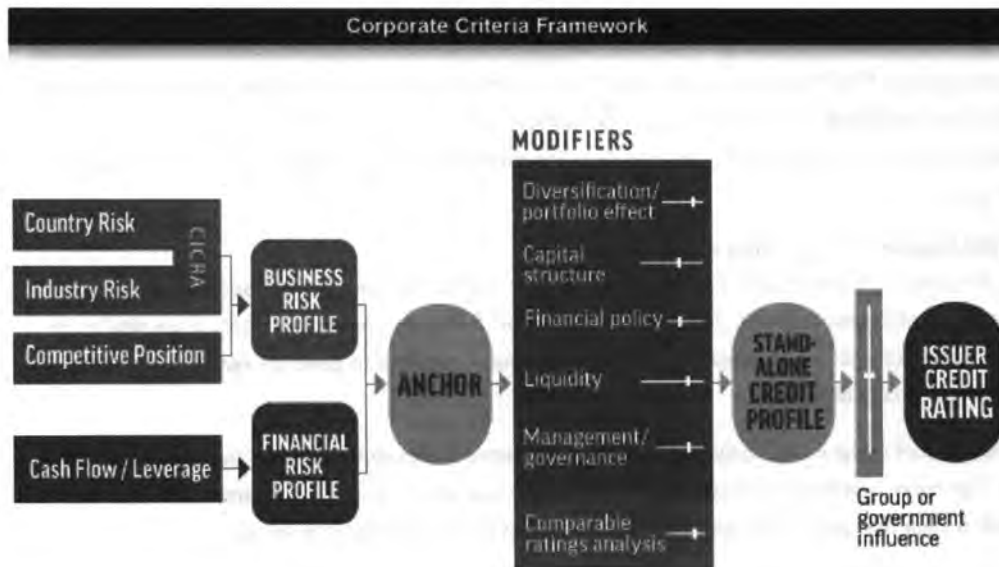 Corporate Criteria Framework
MODIFIERS
Country Risk
Industry Risk
CICRA
Competitive Position
Cash Flow / Leverage
BUSINESS
RISK
PROFILE
FINANCIAL
RISK
PROFILE
ANCHOR
Diversification/
portfolio effect
Capital
structure
Financial policy
Liquidity
Management/
governance
Comparable
ratings analysis
STAND-
ALONE
CREDIT
PROFILE
Group or
government
influence
ISSUER
CREDIT
RATING